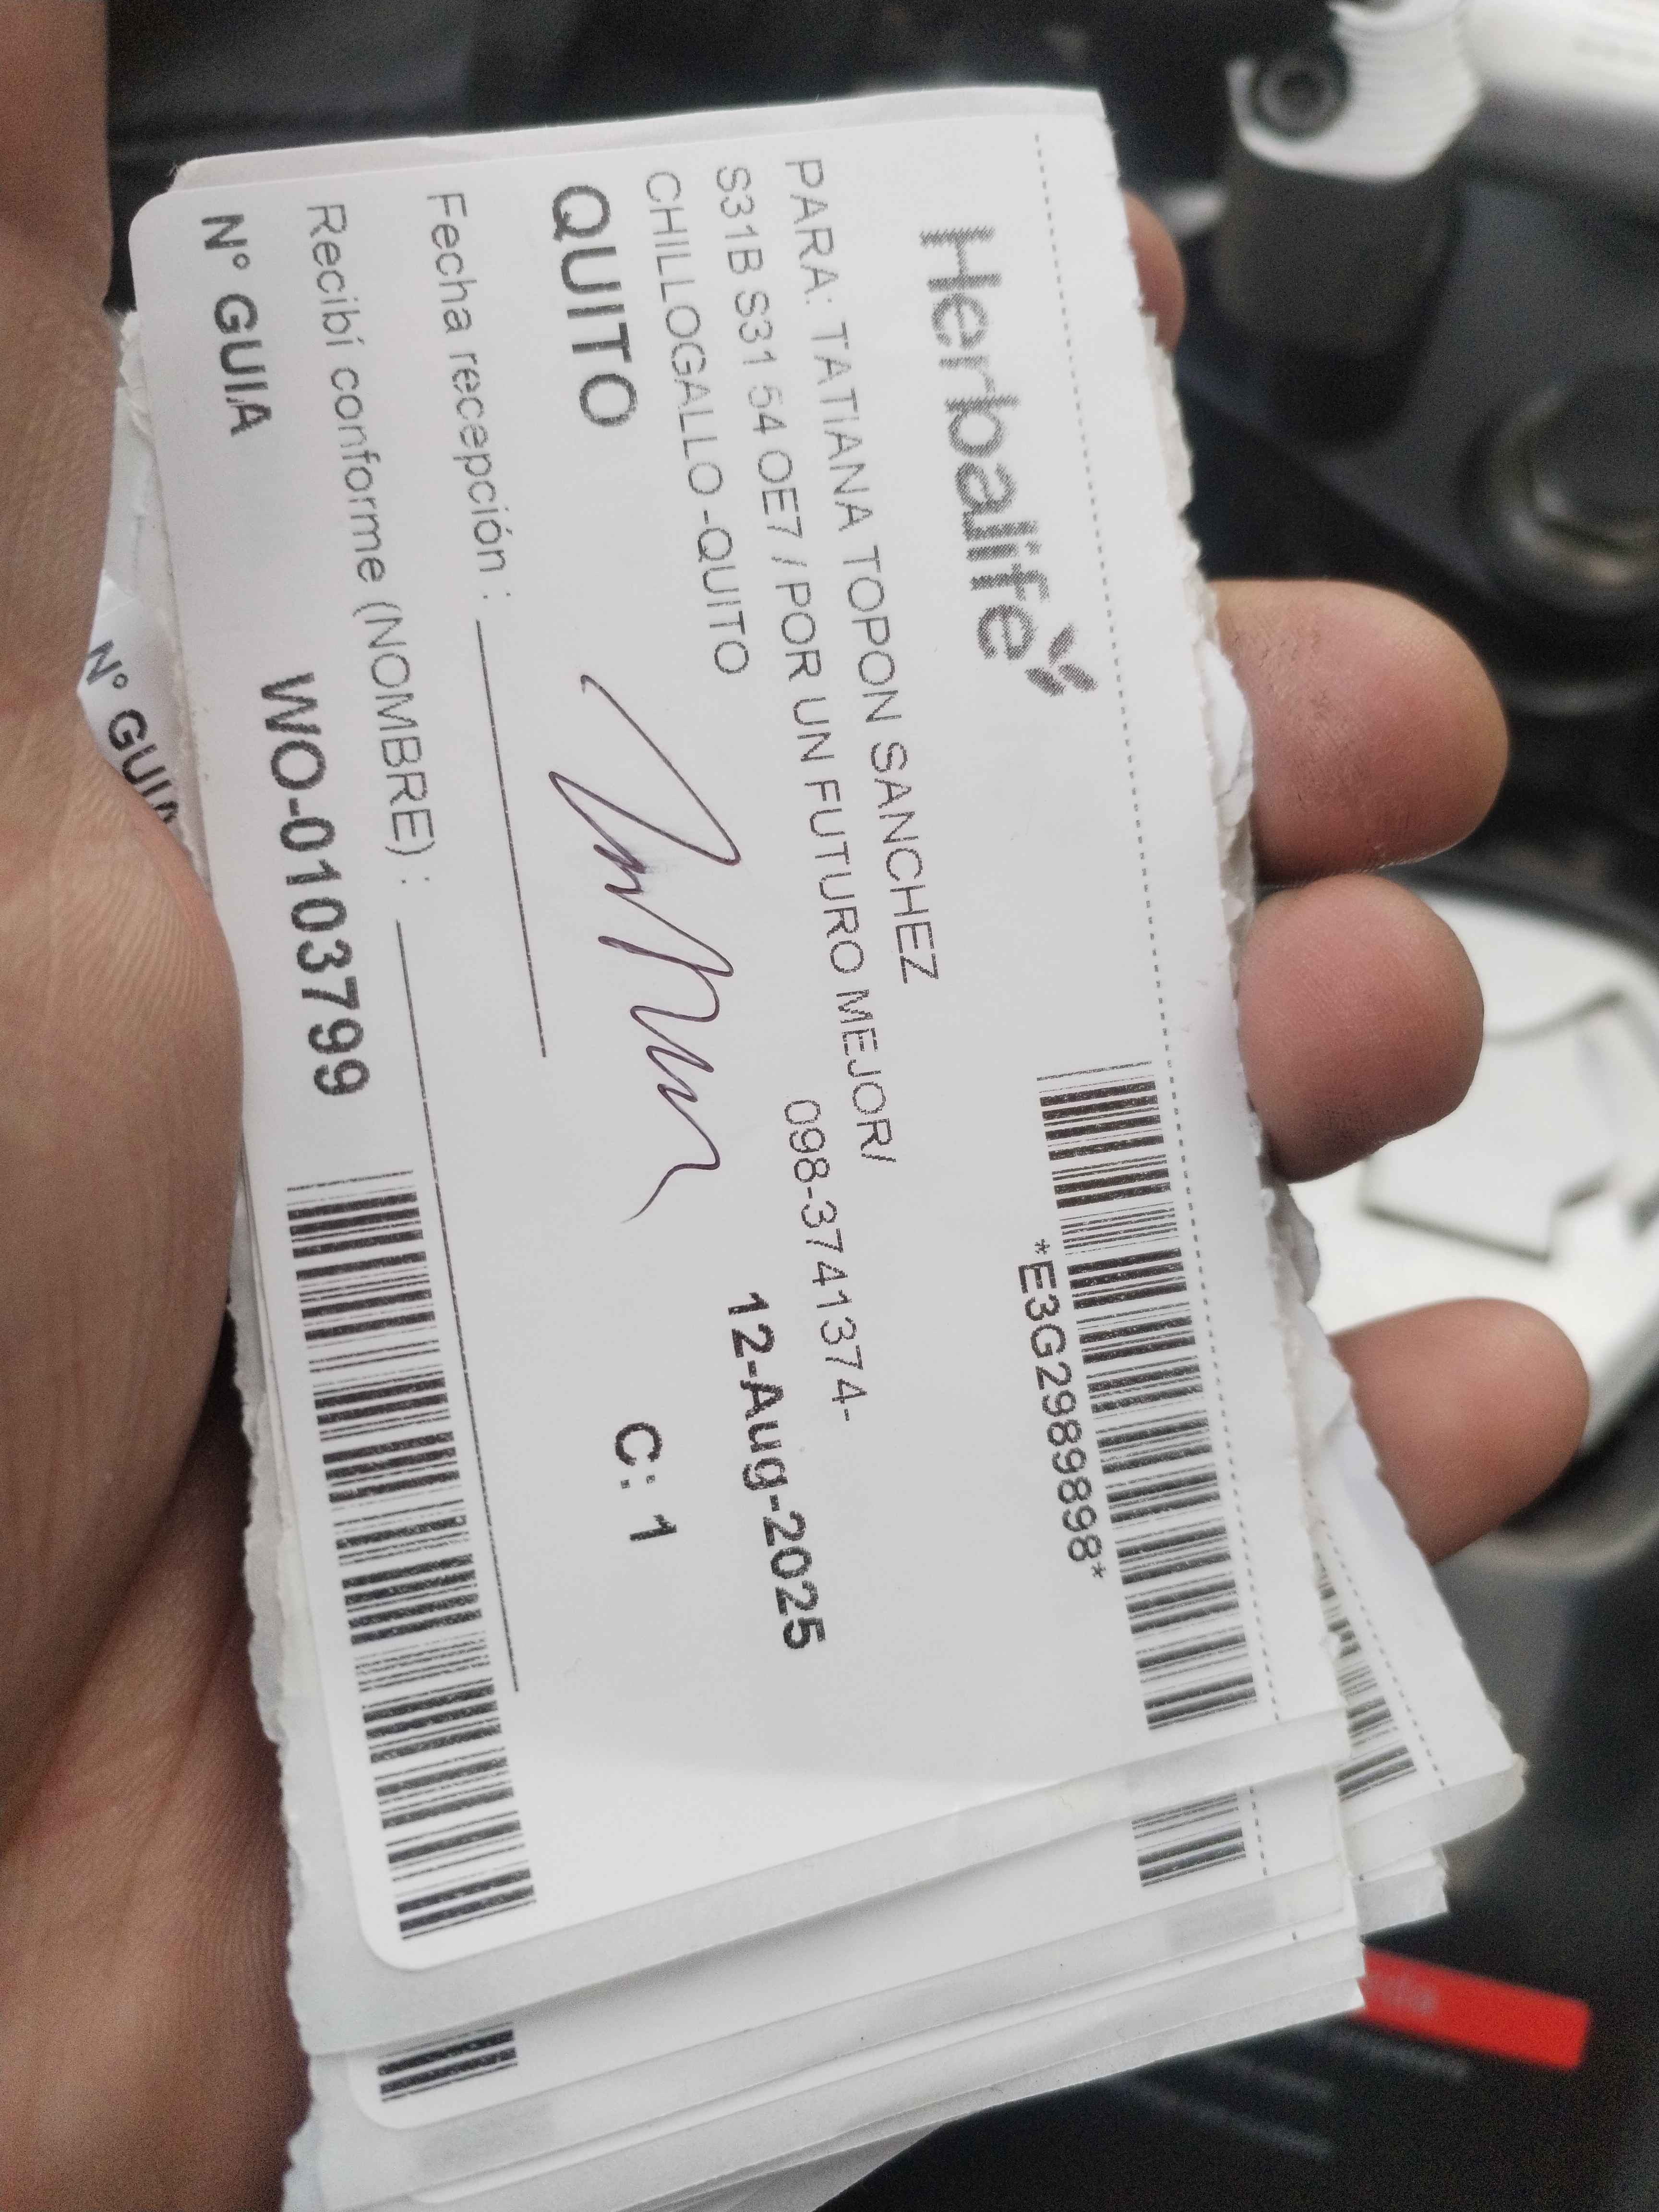 Herbalife
*E3G2989898*
PARA: TATIANA TOPON SANCHEZ
S31B S31 54 OE7 / POR UN FUTURO MEJOR/
098-3741374-
CHILLOGALLO -QUITO
12-Aug-2025
QUITO
C: 1
Fecha recepción :
Recibí conforme (NOMBRE) :
N° GUIA WO-0103799
N° GUIA